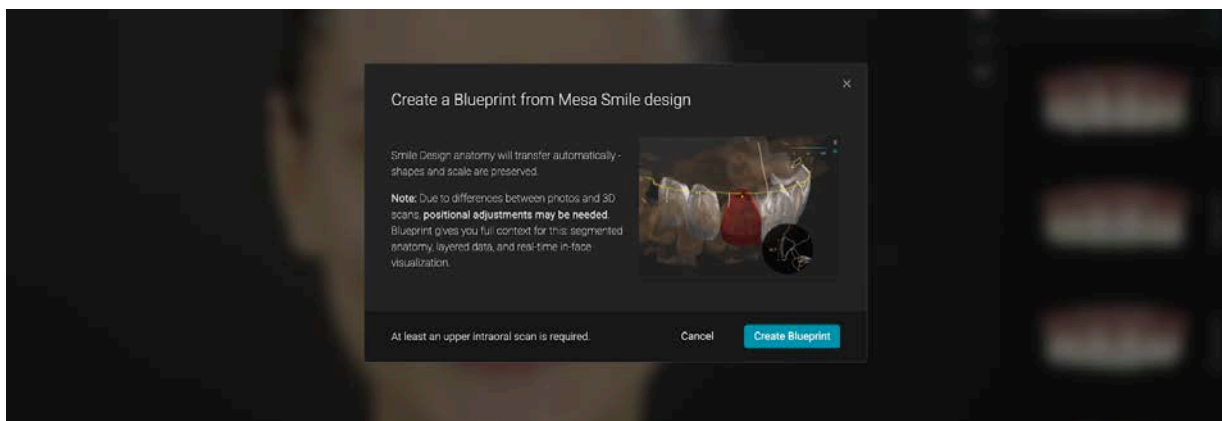 Create a Blueprint from Mesa Smile design
Smile Design anatomy will transfer automatically -
shapes and scale are preserved.
Note: Due to differences between photos and 3D
scans, positional adjustments may be needed.
Blueprint gives you full context for this: segmented
anatomy, layered data, and real-time in-face
visualization.
At least an upper intraoral scan is required.
Cancel
Create Blueprint